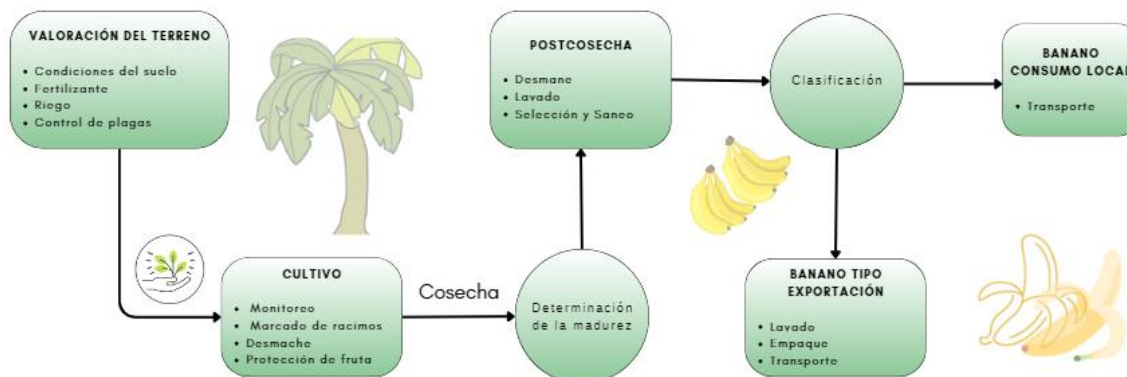 VALORACIÓN DEL TERRENO
• Condiciones del suelo
• Fertilizante
• Riego
• Control de plagas
CULTIVO
• Monitoreo
• Marcado de racimos
• Desmache
• Protección de fruta
Cosecha
Determinación
de la madurez
POSTCOSECHA
• Desmane
• Lavado
• Selección y Saneo
Clasificación
BANANO
CONSUMO LOCAL
• Transporte
BANANO TIPO
EXPORTACIÓN
• Lavado
• Empaque
• Transporte